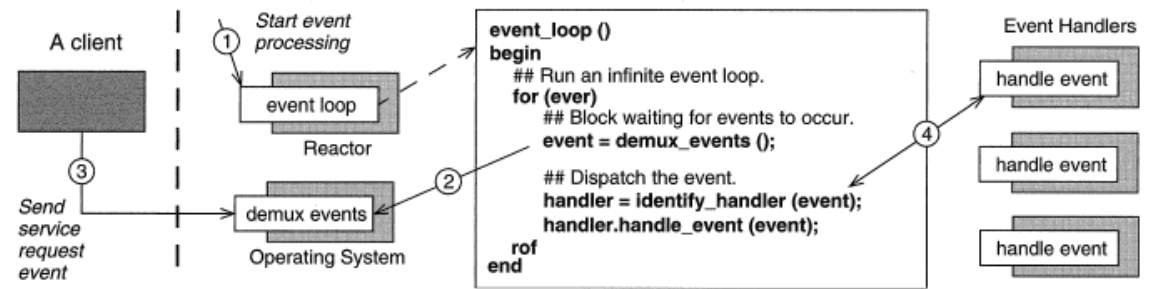 A client
Send
service
request
event
3
1
Start event
processing
event loop
Reactor
demux events
Operating System
2
event_loop ()
begin
## Run an infinite event loop.
for (ever)
## Block waiting for events to occur.
event = demux_events ();
## Dispatch the event.
handler = identify_handler (event);
handler.handle_event (event);
rof
end
4
Event Handlers
handle event
handle event
handle event